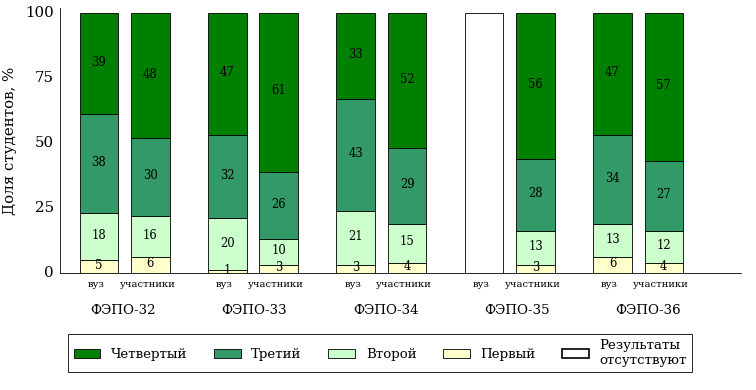 Доля студентов, %
100
75
50
25
0
39 48 47 61 33 52 56 47 57
38 30 32 26 43 29 28 34 27
18 16 20 10 21 15 13 13 12
5 6 1 3 3 4 3 6 4
вуз участники вуз участники вуз участники вуз участники вуз участники
ФЭПО-32 ФЭПО-33 ФЭПО-34 ФЭПО-35 ФЭПО-36
Четвертый Третий Второй Первый Результаты
отсутствуют